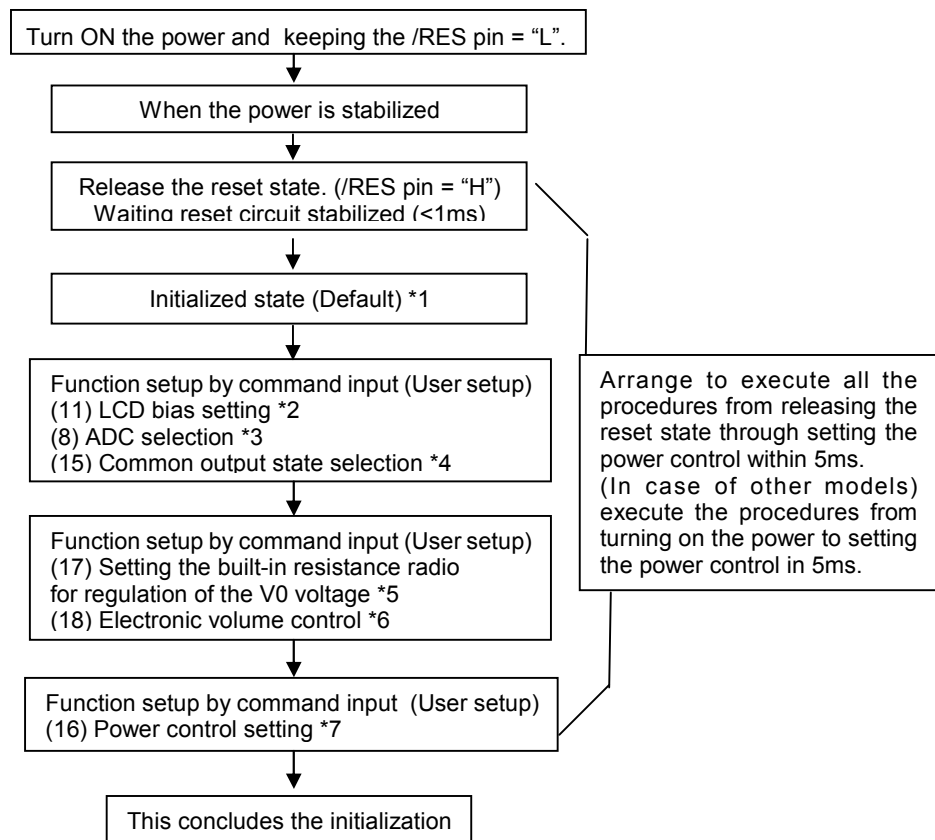 Turn ON the power and keeping the /RES pin = “L”.
When the power is stabilized
Release the reset state. (/RES pin = “H”)
Waiting reset circuit stabilized (<1ms)
Initialized state (Default) *1
Function setup by command input (User setup)
(11) LCD bias setting *2
(8) ADC selection *3
(15) Common output state selection *4
Function setup by command input (User setup)
(17) Setting the built-in resistance radio
for regulation of the V0 voltage *5
(18) Electronic volume control *6
Function setup by command input (User setup)
(16) Power control setting *7
This concludes the initialization
Arrange to execute all the
procedures from releasing the
reset state through setting the
power control within 5ms.
(In case of other models)
execute the procedures from
turning on the power to setting
the power control in 5ms.